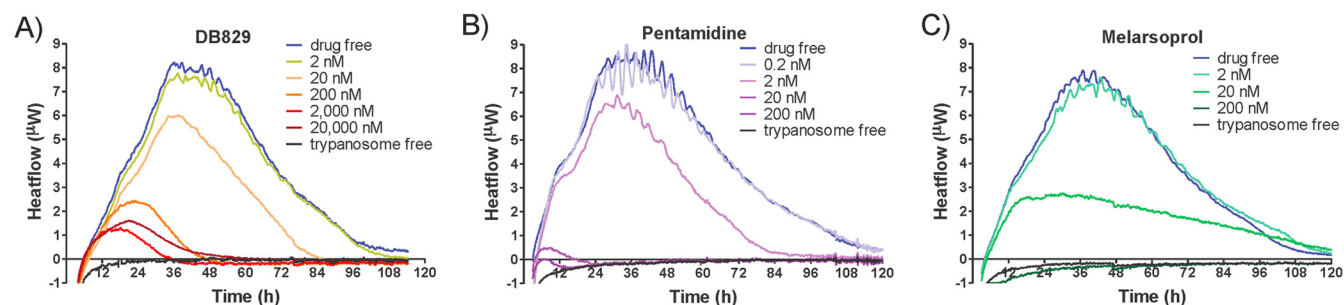 A)
DB829
drug free
2 nM
20 nM
200 nM
2,000 nM
20,000 nM
trypanosome free
Heatflow (µW)
9
8
7
6
5
4
3
2
1
0
-1
12 24 36 48 60 72 84 96 108 120
Time (h)
B)
Pentamidine
drug free
0.2 nM
2 nM
20 nM
200 nM
trypanosome free
Heatflow (µW)
9
8
7
6
5
4
3
2
1
0
-1
12 24 36 48 60 72 84 96 108 120
Time (h)
C)
Melarsoprol
drug free
2 nM
20 nM
200 nM
trypanosome free
Heatflow (µW)
9
8
7
6
5
4
3
2
1
0
-1
12 24 36 48 60 72 84 96 108 120
Time (h)